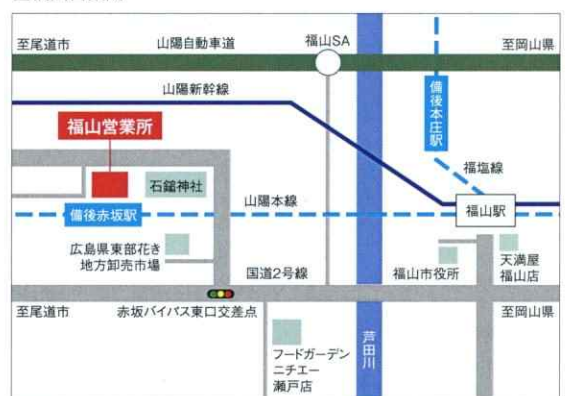 至尾道市
山陽自動車道
福山SA
至岡山県
山陽新幹線
備後本庄駅
福山営業所
福塩線
石鎚神社
山陽本線
福山駅
備後赤坂駅
広島県東部花き
地方卸売市場
国道2号線
福山市役所
天満屋
福山店
至尾道市
赤坂バイパス東口交差点
至岡山県
芦田川
フードガーデン
ニチエー
瀬戸店